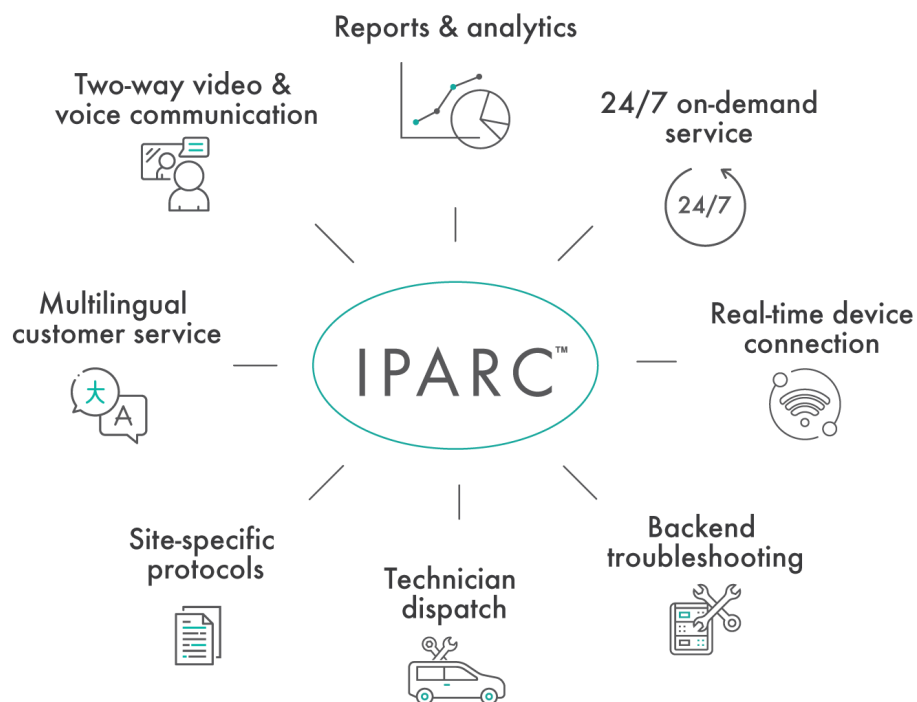 Reports & analytics
Two-way video &
voice communication
24/7 on-demand
service
24/7
Multilingual
customer service
大
A
IPARC™
Real-time device
connection
Site-specific
protocols
Technician
dispatch
Backend
troubleshooting